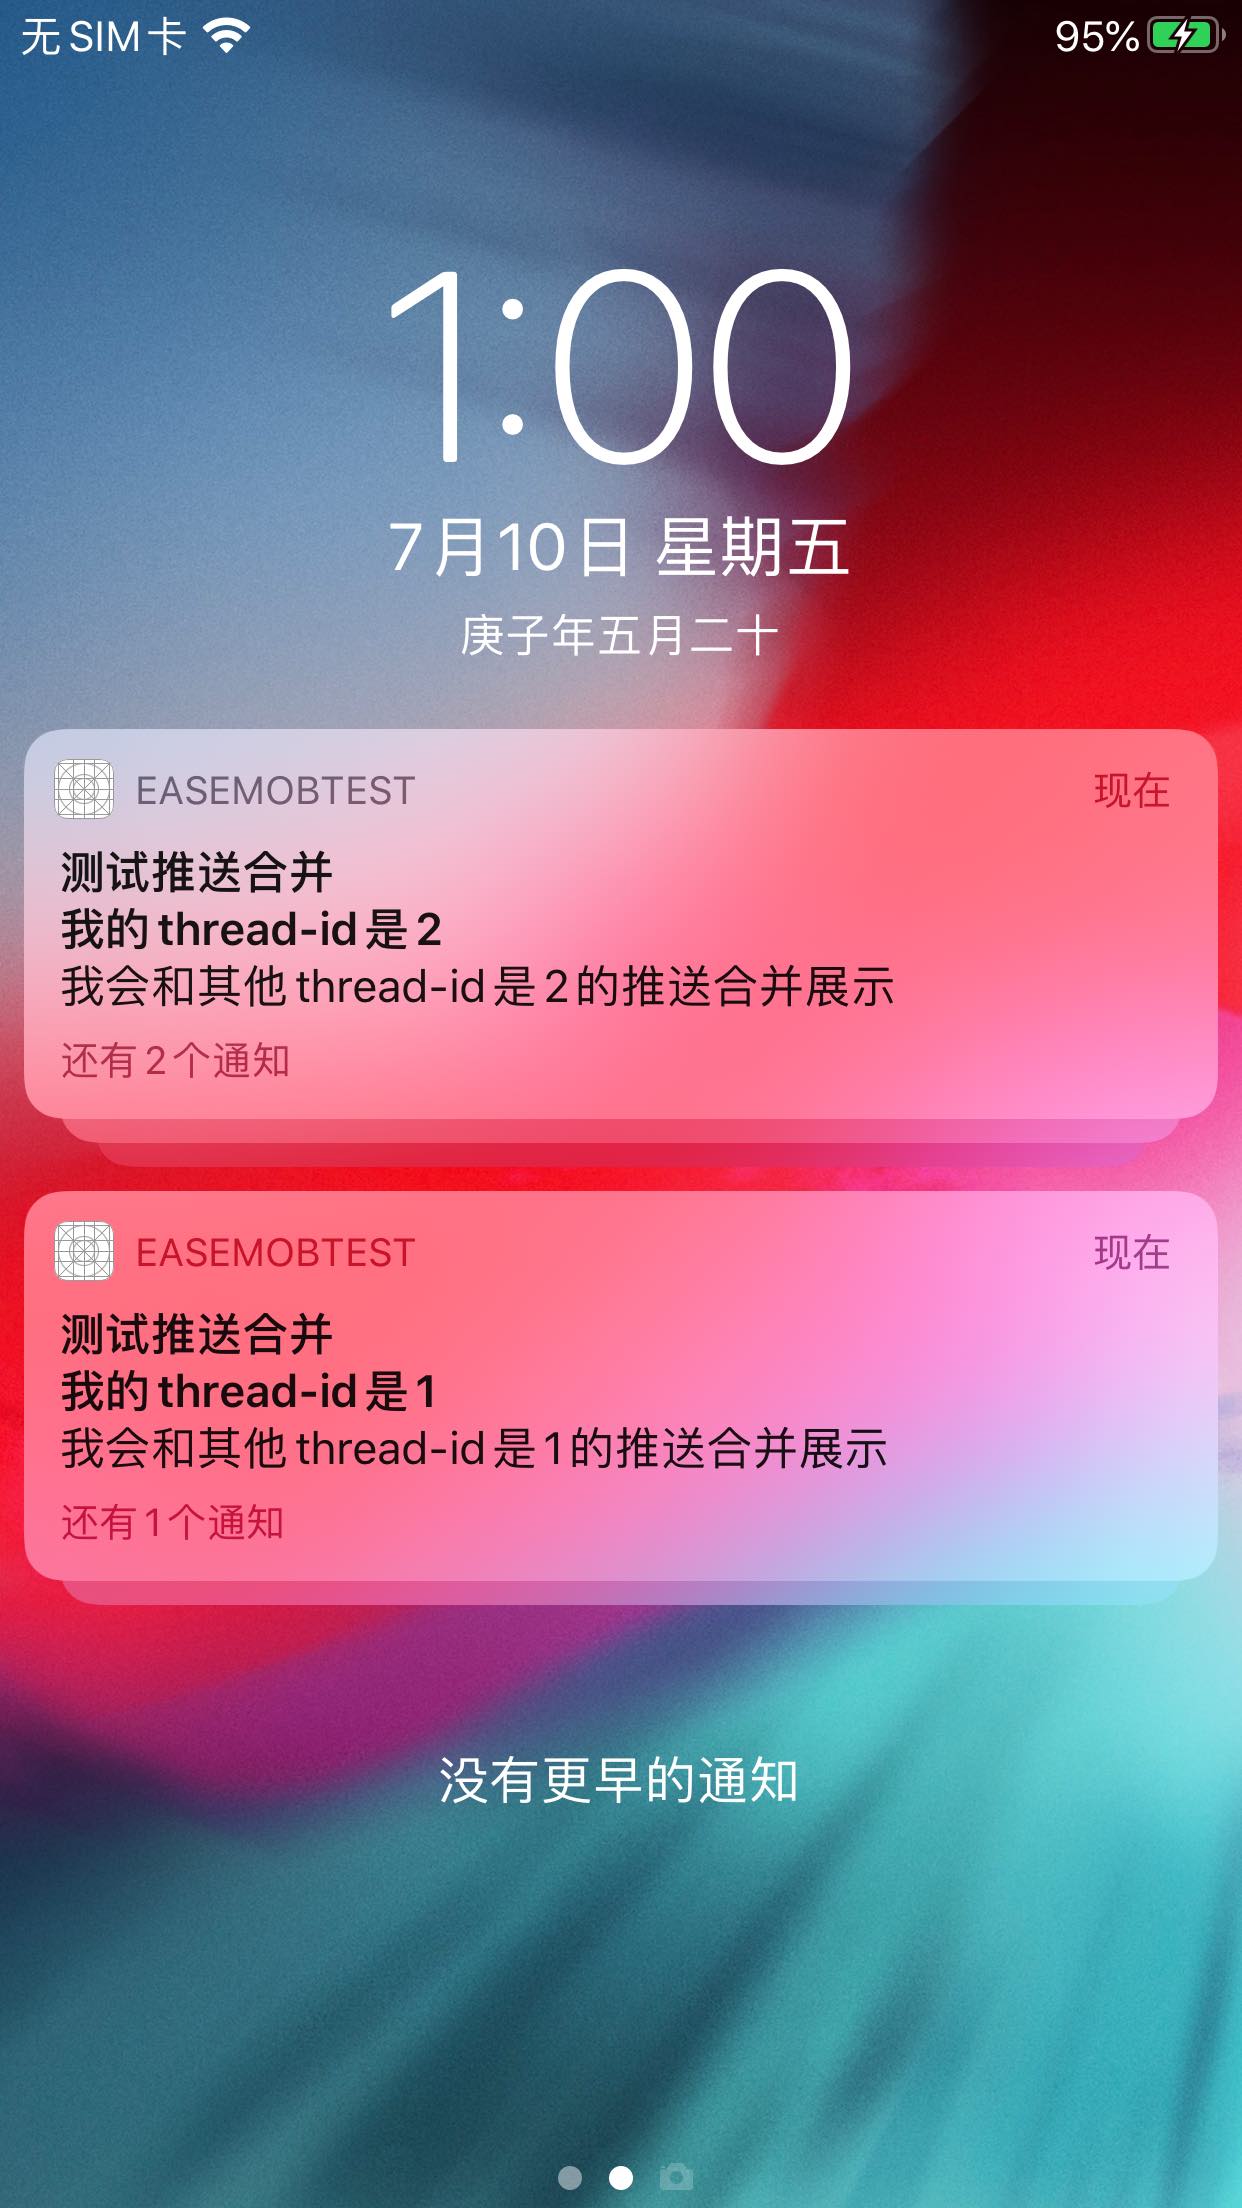 无SIM卡 95%
1:00
7月10日 星期五
庚子年五月二十
EASEMOBTEST 现在
测试推送合并
我的thread-id是2
我会和其他thread-id是2的推送合并展示
还有2个通知
EASEMOBTEST 现在
测试推送合并
我的thread-id是1
我会和其他thread-id是1的推送合并展示
还有1个通知
没有更早的通知